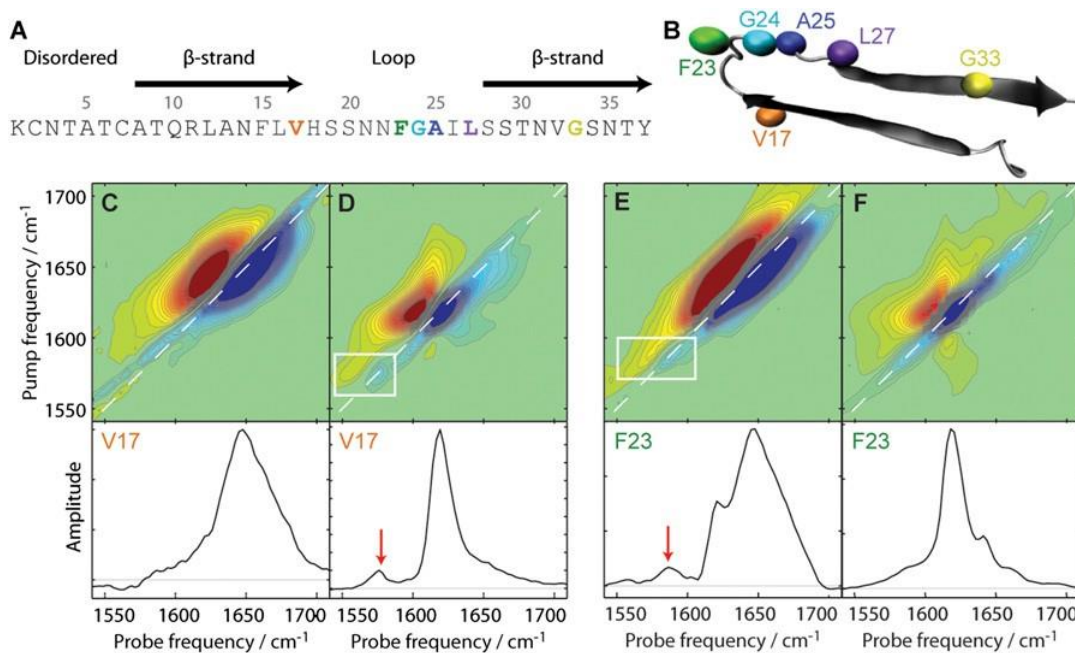 A
Disordered β-strand Loop β-strand
5 10 15 20 25 30 35
KCNTATCATQRLANFLVHSSNNFGAILSSTNVGSNTY
B
G24 A25 L27
F23 G33
V17
Pump frequency / cm⁻¹
1700
1650
1600
1550
C
D
E
F
Amplitude
V17
V17
F23
F23
1550 1600 1650 1700 1550 1600 1650 1700 1550 1600 1650 1700 1550 1600 1650 1700
Probe frequency / cm⁻¹ Probe frequency / cm⁻¹ Probe frequency / cm⁻¹ Probe frequency / cm⁻¹